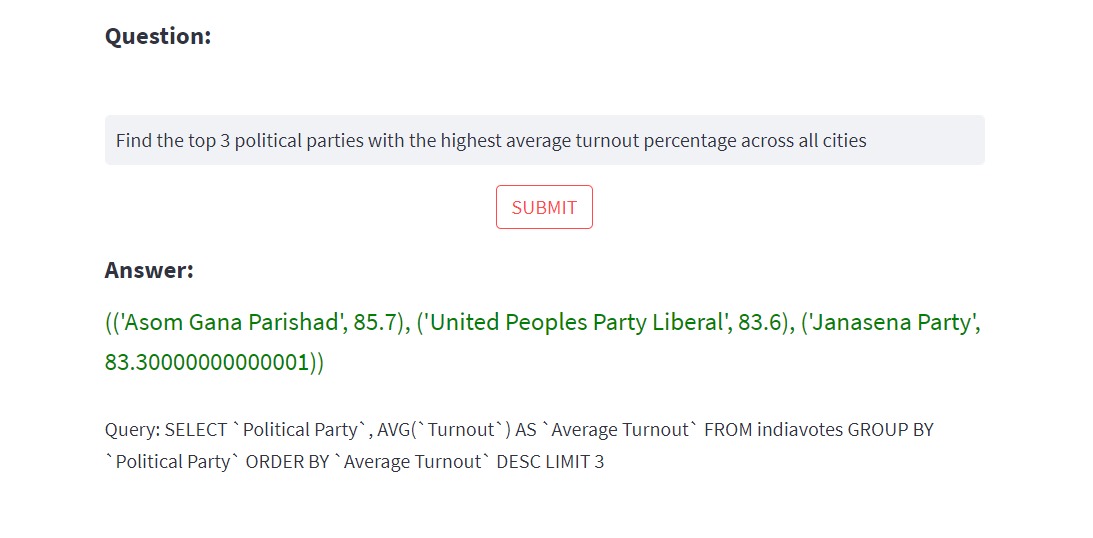 Question:
Find the top 3 political parties with the highest average turnout percentage across all cities
SUBMIT
Answer:
(('Asom Gana Parishad', 85.7), ('United Peoples Party Liberal', 83.6), ('Janasena Party',
83.30000000000001))
Query: SELECT `Political Party`, AVG(`Turnout`) AS `Average Turnout` FROM indiavotes GROUP BY
`Political Party` ORDER BY `Average Turnout` DESC LIMIT 3